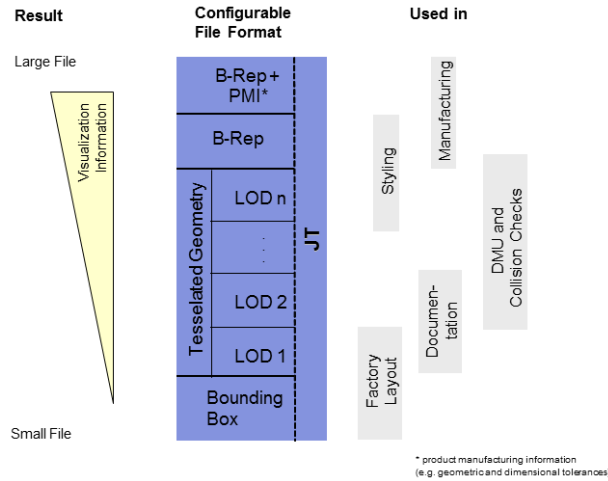 Result
Configurable
File Format
Used in
Large File
Visualization
Information
Small File
B-Rep +
PMI*
B-Rep
Tesselated Geometry
LOD n
. . .
LOD 2
LOD 1
Bounding
Box
JT
Manufacturing
Styling
DMU and
Collision Checks
Documen-
tation
Factory
Layout
* product manufacturing information
(e.g. geometric and dimensional tolerances